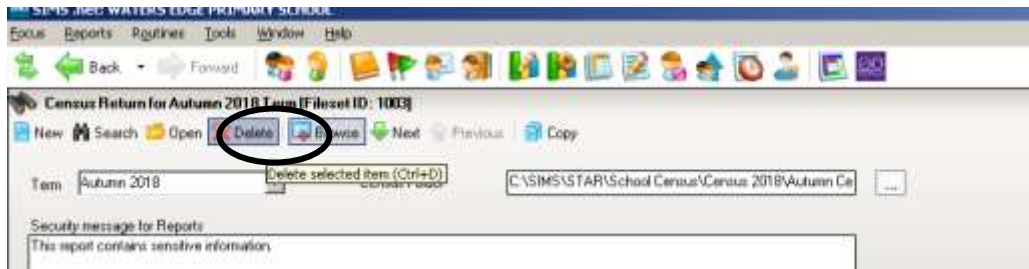 SIMS .net: WATERS EDGE PRIMARY SCHOOL
Focus Reports Routines Tools Window Help
Back Forward
Census Return for Autumn 2018 Term [Fileset ID: 1003]
New Search Open Delete Browse Next Previous Copy
Delete selected item (Ctrl+D)
Term Autumn 2018 Census Folder C:\SIMS\STAR\School Census\Census 2018\Autumn Ce ...
Security message for Reports
This report contains sensitive information.